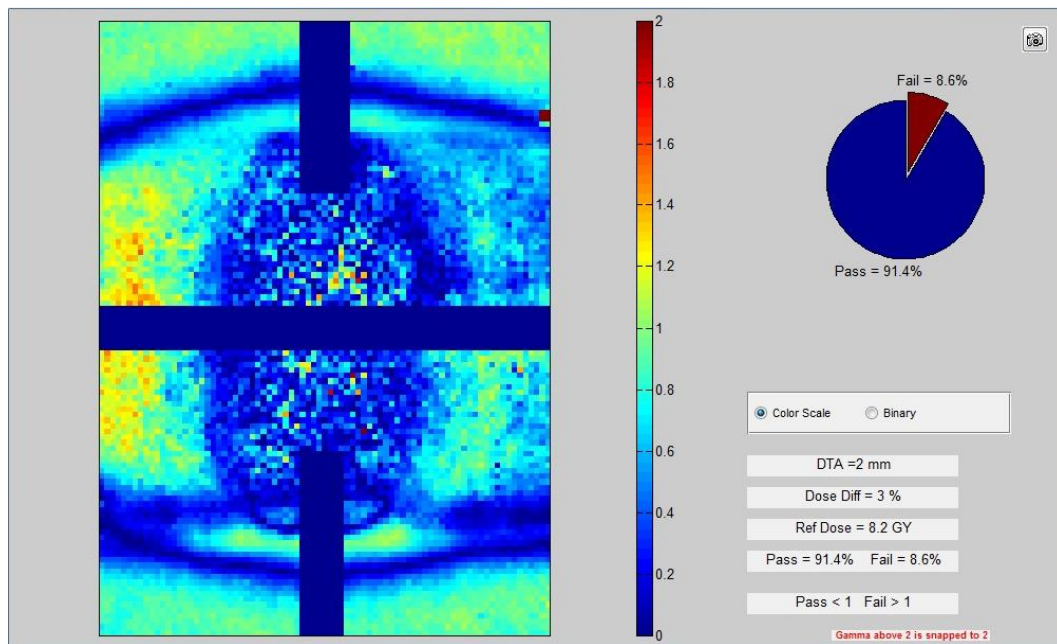 2
1.8
1.6
1.4
1.2
1
0.8
0.6
0.4
0.2
0
Fail = 8.6%
Pass = 91.4%
Color Scale Binary
DTA =2 mm
Dose Diff = 3 %
Ref Dose = 8.2 GY
Pass = 91.4% Fail = 8.6%
Pass < 1 Fail > 1
Gamma above 2 is snapped to 2